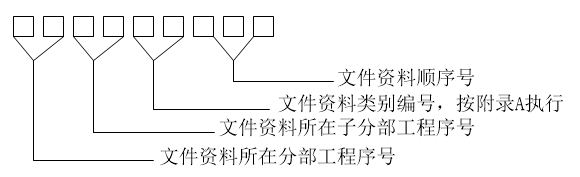 文件资料顺序号
文件资料类别编号，按附录A执行
文件资料所在子分部工程序号
文件资料所在分部工程序号